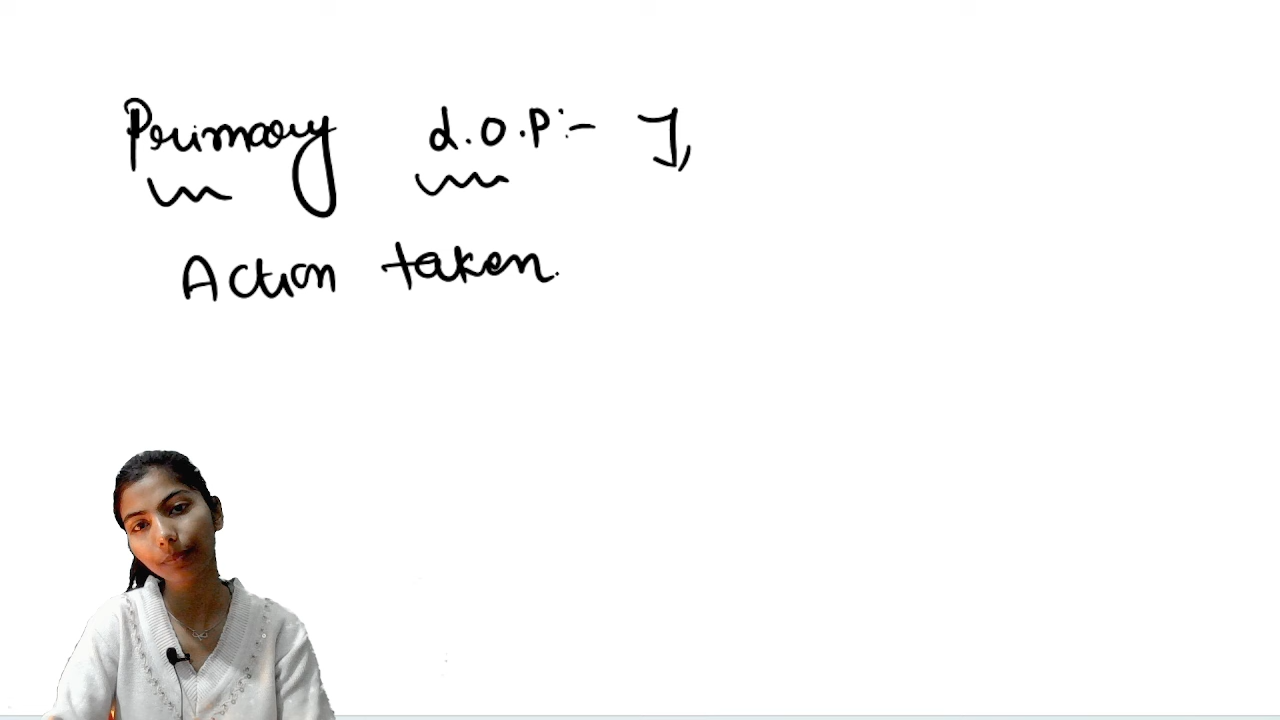 Primary d.O.P:- I,
Action taken.